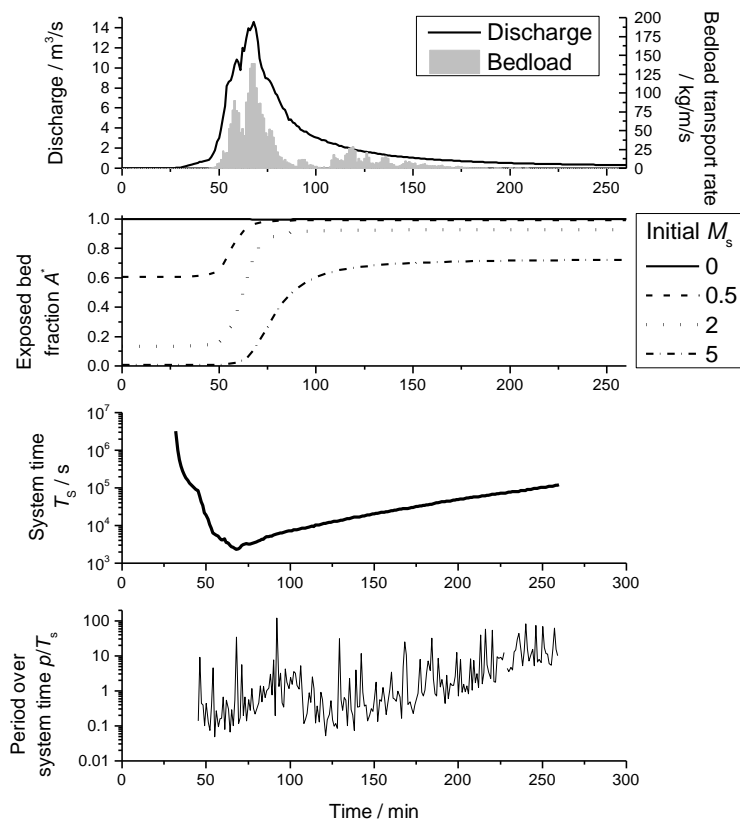 Discharge / m³/s
14
12
10
8
6
4
2
0
0 50 100 150 200 250
200
175
150
125
100
75
50
25
0
Bedload transport rate
/ kg/m/s
Discharge
Bedload
Exposed bed
fraction A*
1.0
0.8
0.6
0.4
0.2
0.0
0 50 100 150 200 250
Initial Mₛ
0
0.5
2
5
System time
Tₛ / s
10⁷
10⁶
10⁵
10⁴
10³
0 50 100 150 200 250 300
Period over
system time p/Tₛ
100
10
1
0.1
0.01
0 50 100 150 200 250 300
Time / min